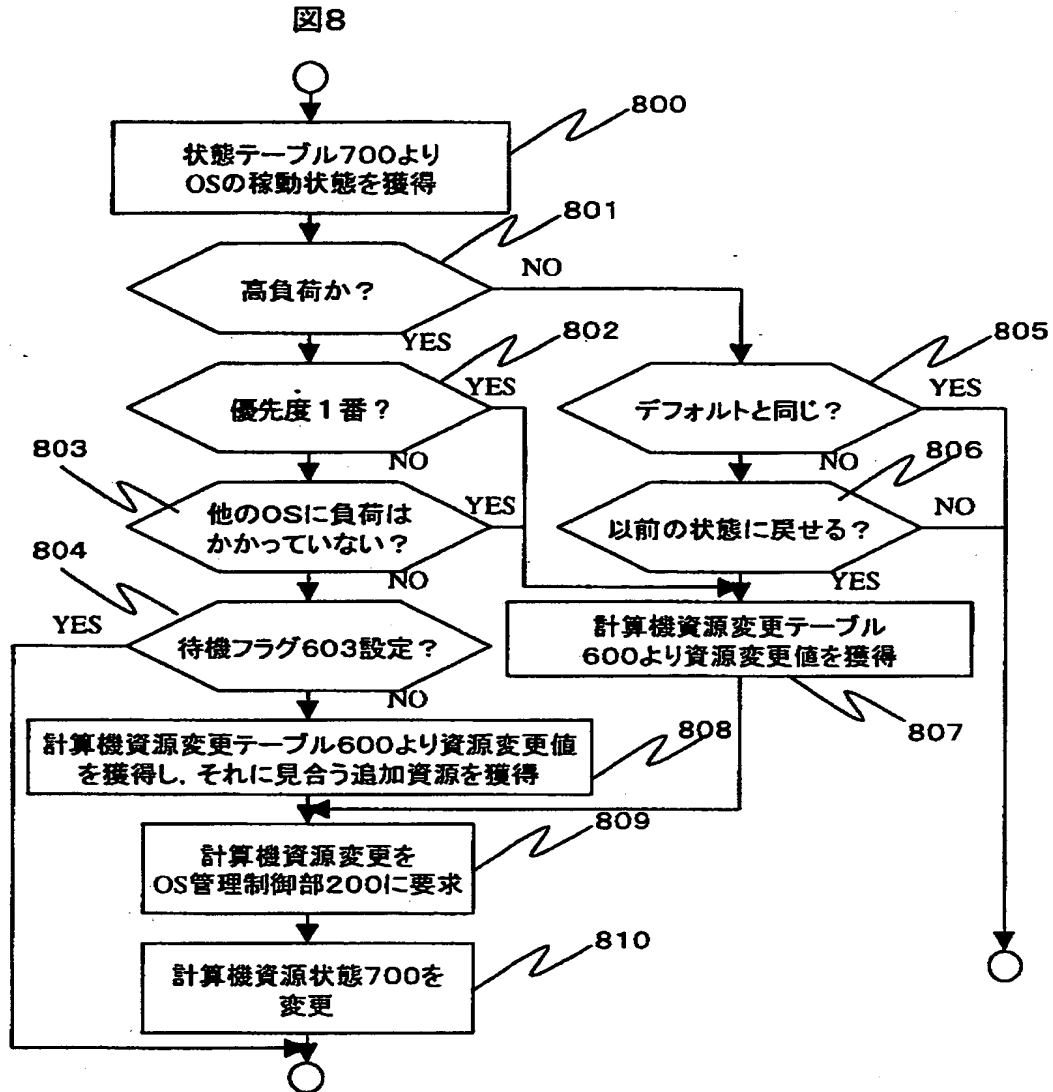 図8
800
状態テーブル700より
OSの稼動状態を獲得
801
高負荷か?
NO
YES
802
優先度1番?
YES
NO
805
デフォルトと同じ?
YES
NO
803
他のOSに負荷は
かかっていない?
YES
NO
806
以前の状態に戻せる?
NO
YES
804
待機フラグ603設定?
YES
NO
計算機資源変更テーブル
600より資源変更値を獲得
807
計算機資源変更テーブル600より資源変更値
を獲得し,それに見合う追加資源を獲得
808
計算機資源変更を
OS管理制御部200に要求
809
計算機資源状態700を
変更
810